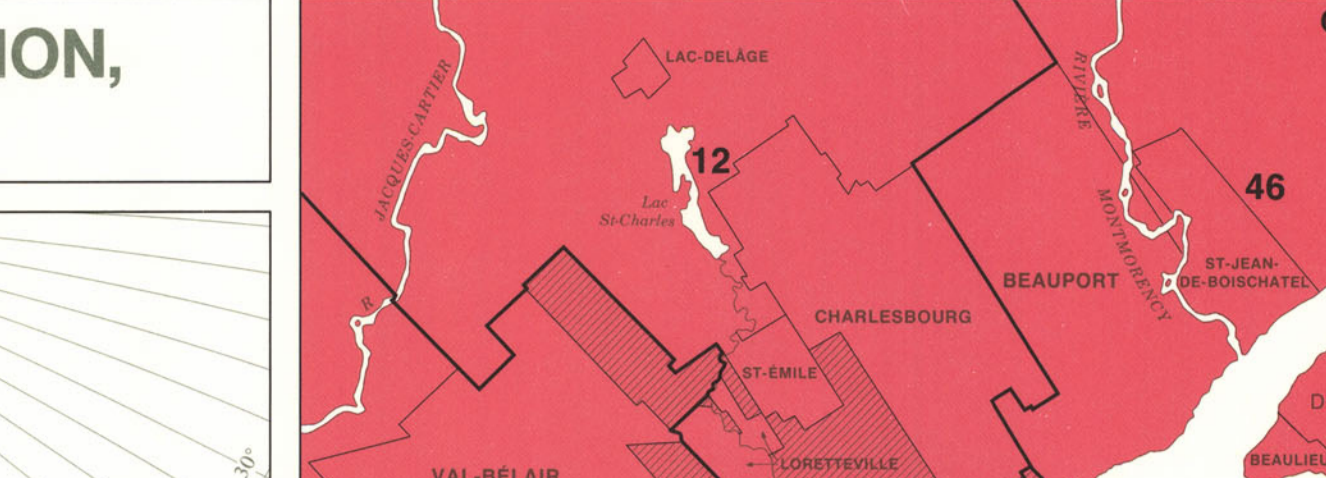 ION,
LAC-DELÂGE
JACQUES-CARTIER
R
12
Lac
St-Charles
RIVIÈRE
MONTMORENCY
46
BEAUPORT
ST-JEAN-
DE-BOISCHATEL
CHARLESBOURG
ST-ÉMILE
LORETTEVILLE
VAL-BÉLAIR
BEAULIEU
D
30°